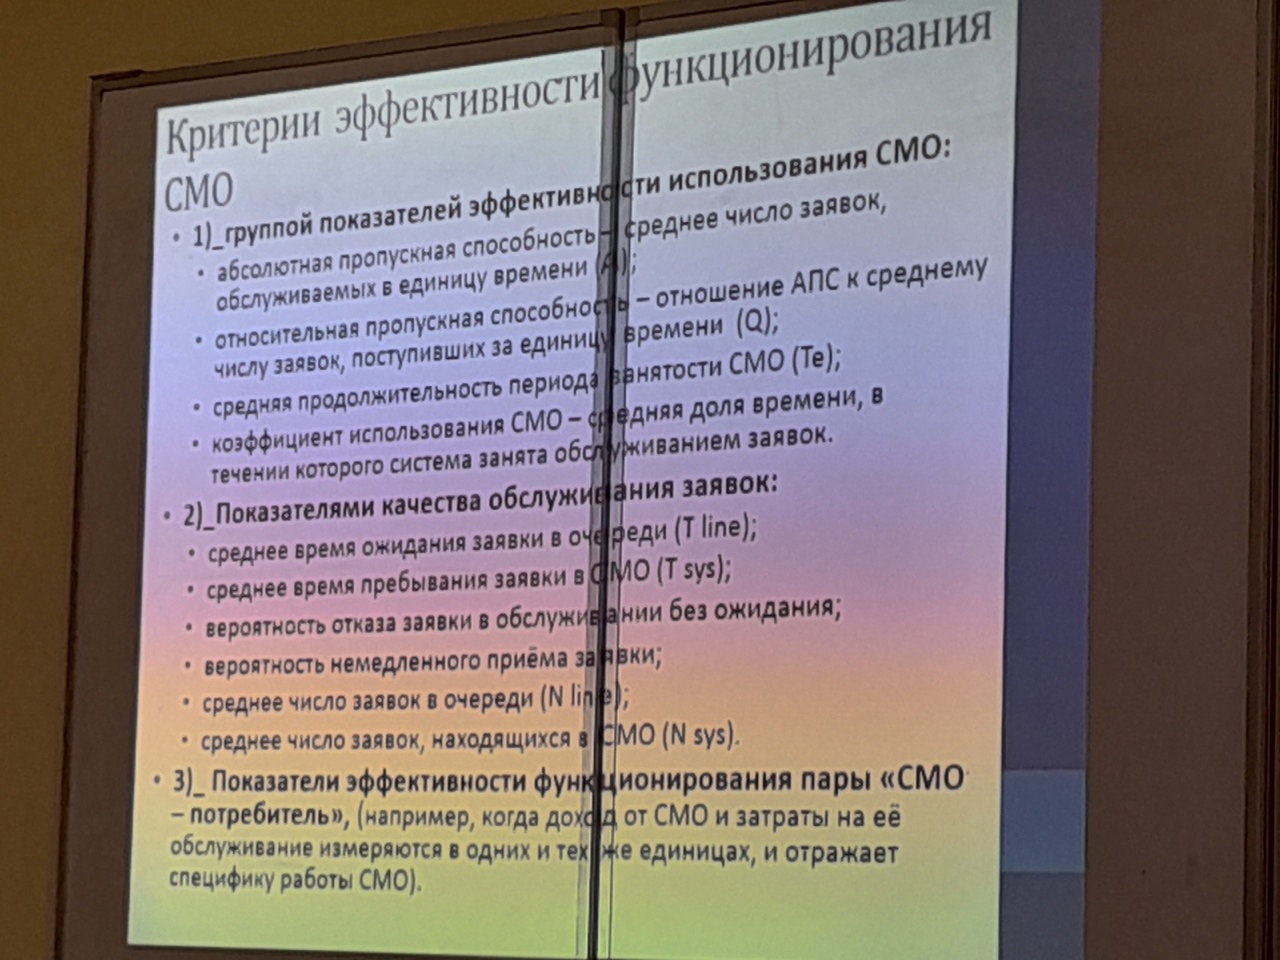 Критерии эффективности функционирования
СМО
• 1)_группой показателей эффективности использования СМО:
• абсолютная пропускная способность – среднее число заявок,
обслуживаемых в единицу времени (А);
• относительная пропускная способность – отношение АПС к среднему
числу заявок, поступивших за единицу времени (Q);
• средняя продолжительность периода занятости СМО (Те);
• коэффициент использования СМО – средняя доля времени, в
течении которого система занята обслуживанием заявок.
• 2)_Показателями качества обслуживания заявок:
• среднее время ожидания заявки в очереди (T line);
• среднее время пребывания заявки в СМО (T sys);
• вероятность отказа заявки в обслуживании без ожидания;
• вероятность немедленного приёма заявки;
• среднее число заявок в очереди (N line);
• среднее число заявок, находящихся в СМО (N sys).
• 3)_ Показатели эффективности функционирования пары «СМО
– потребитель», (например, когда доход от СМО и затраты на её
обслуживание измеряются в одних и тех же единицах, и отражает
специфику работы СМО).